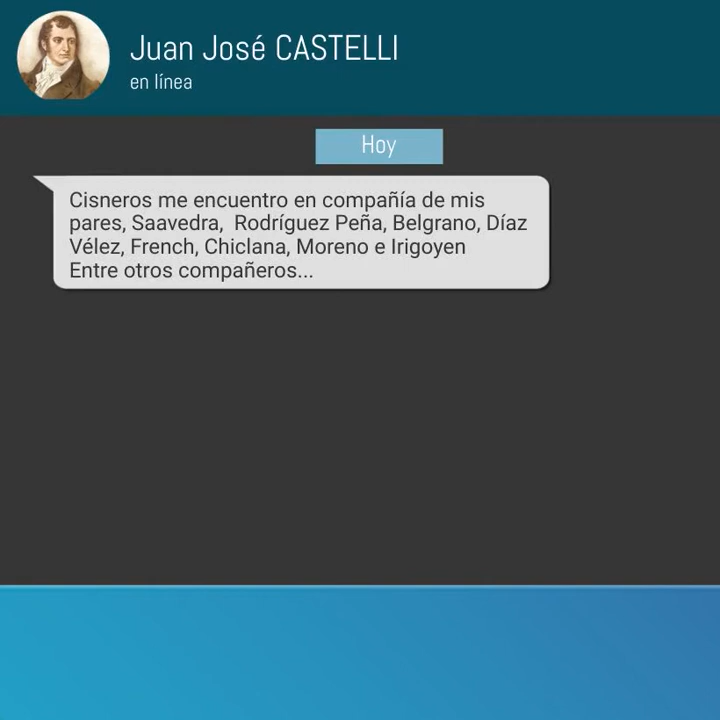 Juan José CASTELLI
en línea
Hoy
Cisneros me encuentro en compañía de mis
pares, Saavedra, Rodríguez Peña, Belgrano, Díaz
Vélez, French, Chiclana, Moreno e Irigoyen
Entre otros compañeros...